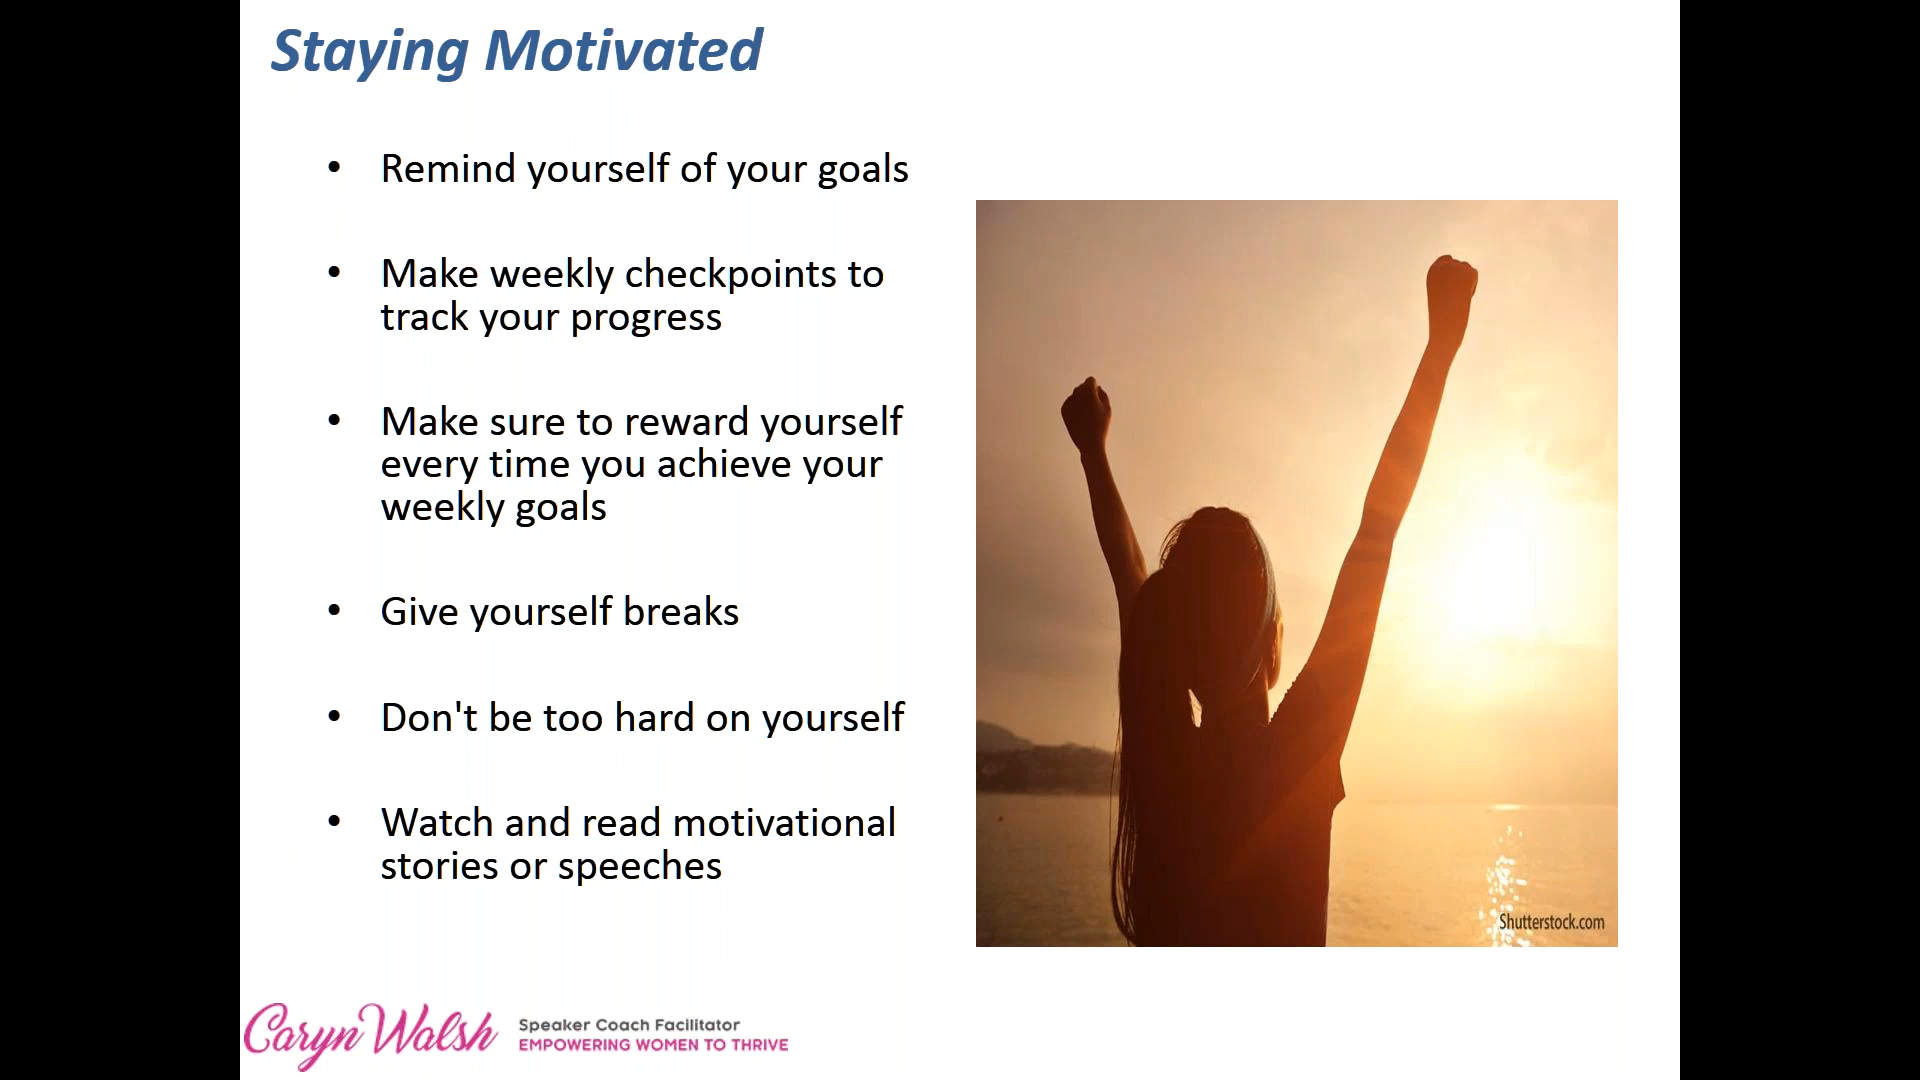 Staying Motivated
• Remind yourself of your goals
• Make weekly checkpoints to
track your progress
• Make sure to reward yourself
every time you achieve your
weekly goals
• Give yourself breaks
• Don't be too hard on yourself
• Watch and read motivational
stories or speeches
Shutterstock.com
Caryn Walsh
Speaker Coach Facilitator
EMPOWERING WOMEN TO THRIVE